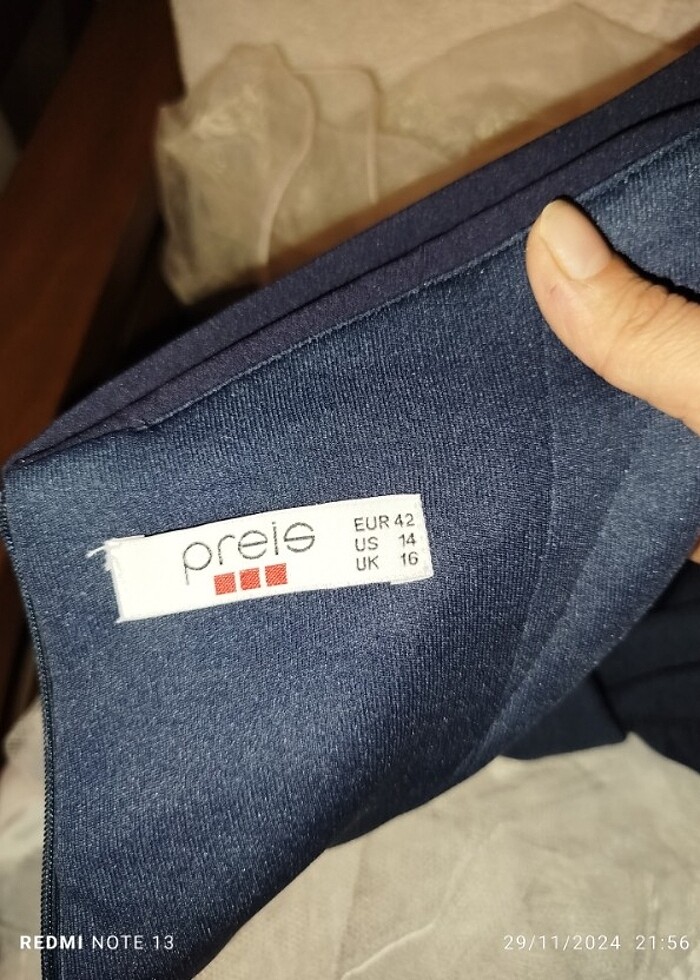 preis
EUR 42
US 14
UK 16
REDMI NOTE 13
29/11/2024 21:56